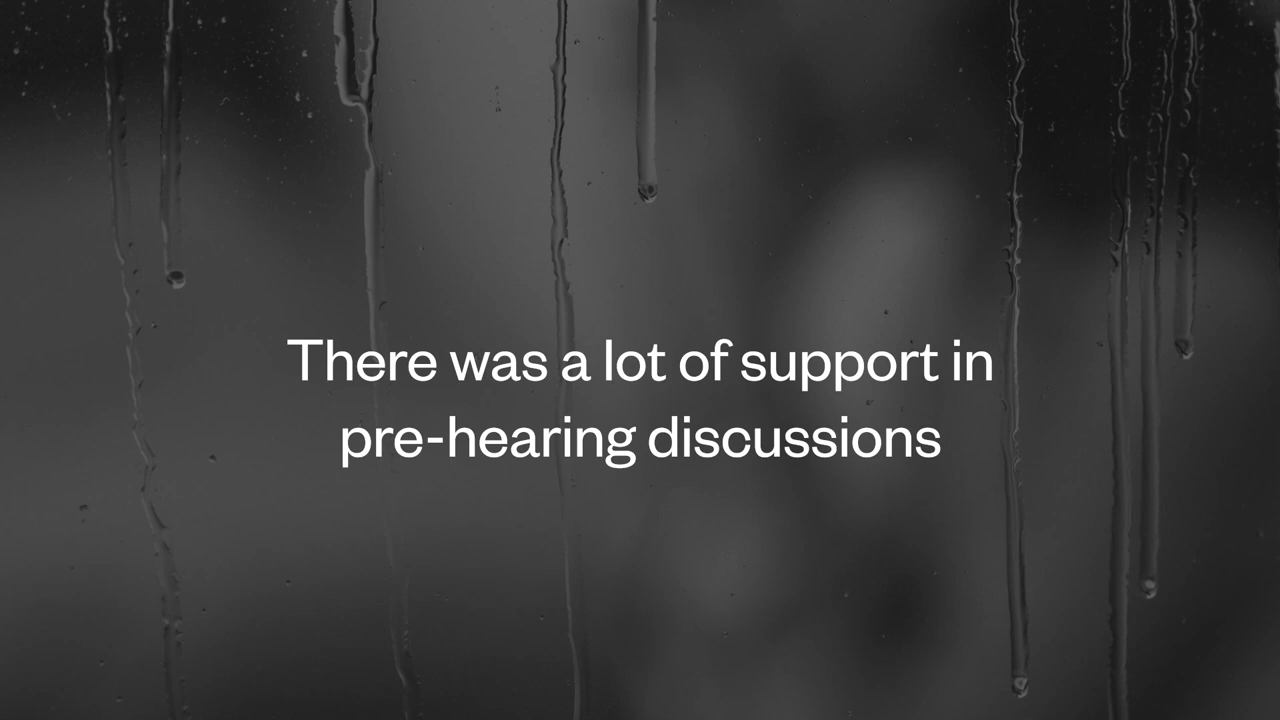 There was a lot of support in
pre-hearing discussions